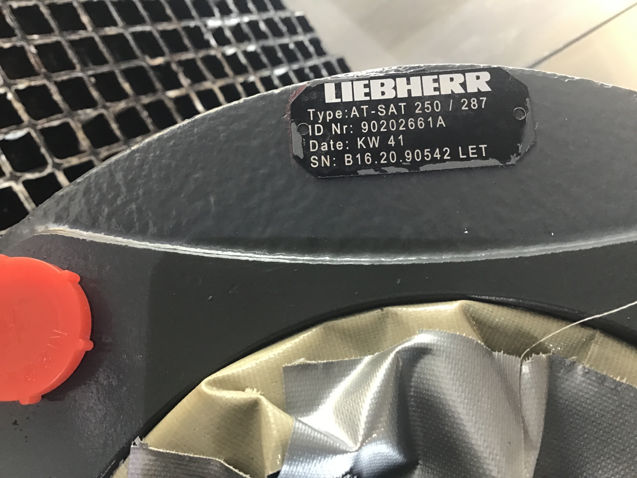 LIEBHERR
Type:AT-SAT 250 / 287
ID Nr: 90202661A
Date: KW 41
SN: B16.20.90542 LET